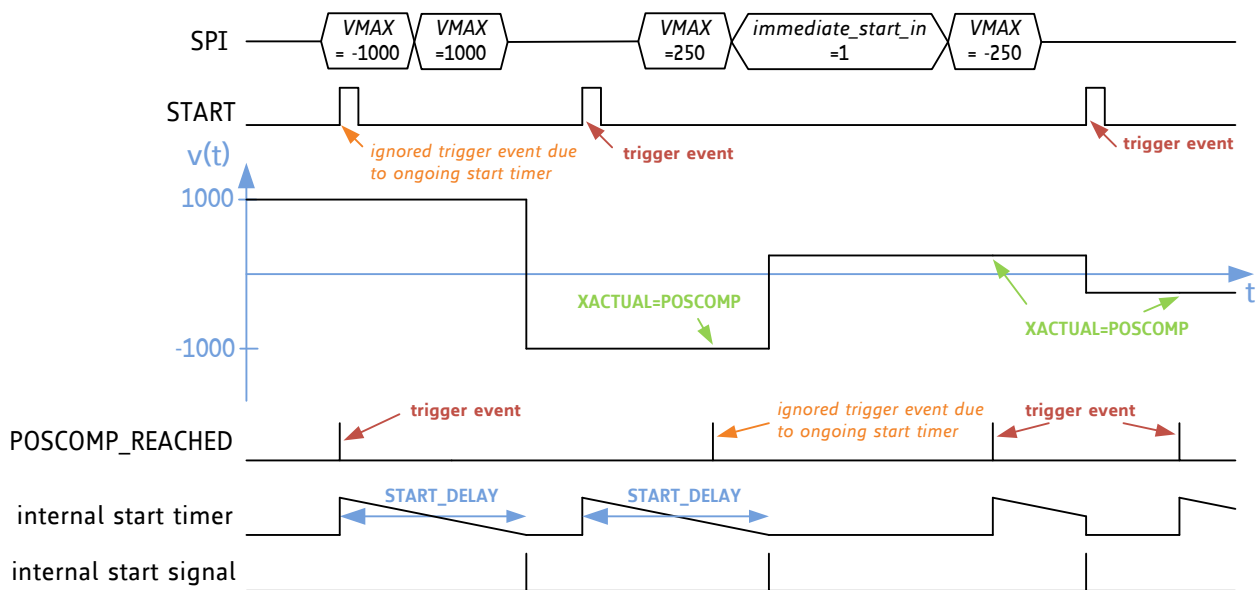 SPI
VMAX
= -1000
VMAX
=1000
VMAX
=250
immediate_start_in
=1
VMAX
= -250
START
ignored trigger event due
to ongoing start timer
trigger event
trigger event
v(t)
1000
XACTUAL=POSCOMP
t
XACTUAL=POSCOMP
-1000
POSCOMP_REACHED
trigger event
ignored trigger event due
to ongoing start timer
trigger event
internal start timer
START_DELAY
START_DELAY
internal start signal